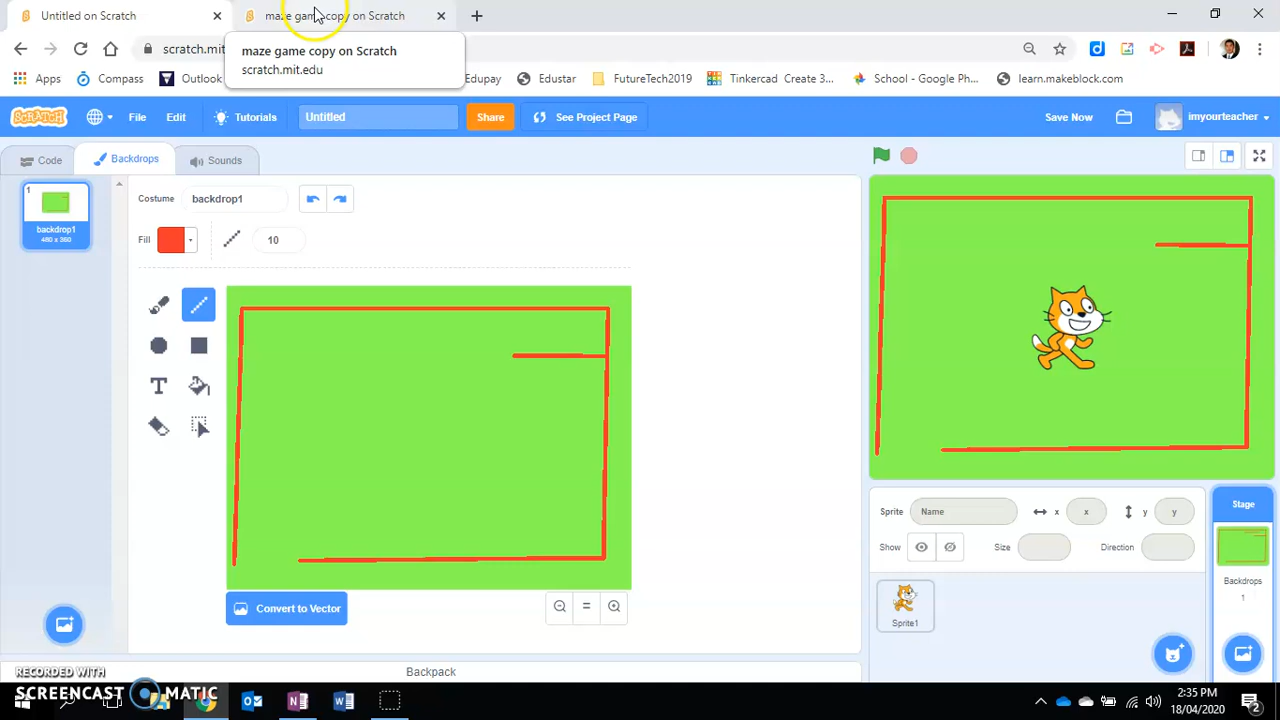 Untitled on Scratch
maze game copy on Scratch
maze game copy on Scratch
scratch.mit.edu
scratch.mit
Apps
Compass
Outlook
Edupay
Edustar
FutureTech2019
Tinkercad Create 3...
School - Google Ph...
learn.makeblock.com
SCRATCH
File
Edit
Tutorials
Untitled
Share
See Project Page
Save Now
imyourteacher
Code
Backdrops
Sounds
1
backdrop1
480 x 360
Costume
backdrop1
Fill
10
T
Convert to Vector
Sprite
Name
x
x
y
y
Show
Size
Direction
Sprite1
Stage
Backdrops
1
Backpack
RECORDED WITH
SCREENCAST MATIC
2:35 PM
18/04/2020
2